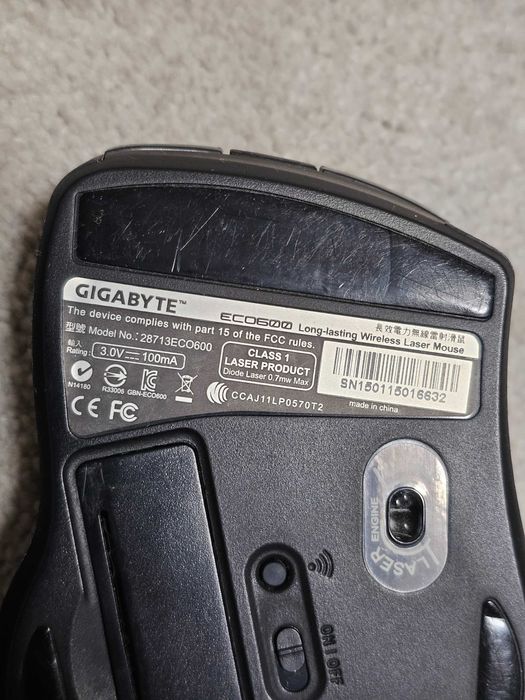 GIGABYTE™
ECO600 長效電力無線雷射滑鼠
Long-lasting Wireless Laser Mouse
The device complies with part 15 of the FCC rules.
型號 Model No.: 28713ECO600
輸入
Rating: 3.0V 100mA
CLASS 1
LASER PRODUCT
Diode Laser 0.7mw Max
SN150115016632
N14160 R33006 GBN-ECO600
CCAJ11LP0570T2
made in china
CE FC
LASER ENGINE
ON | OFF